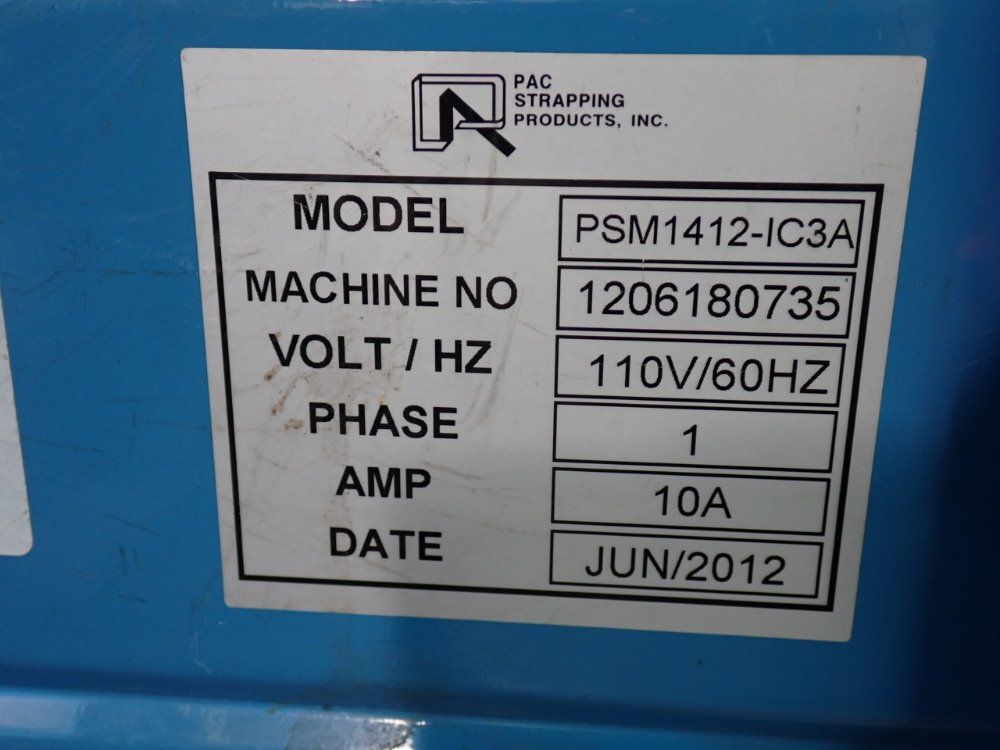 PAC
STRAPPING
PRODUCTS, INC.
MODEL PSM1412-IC3A
MACHINE NO 1206180735
VOLT / HZ 110V/60HZ
PHASE 1
AMP 10A
DATE JUN/2012